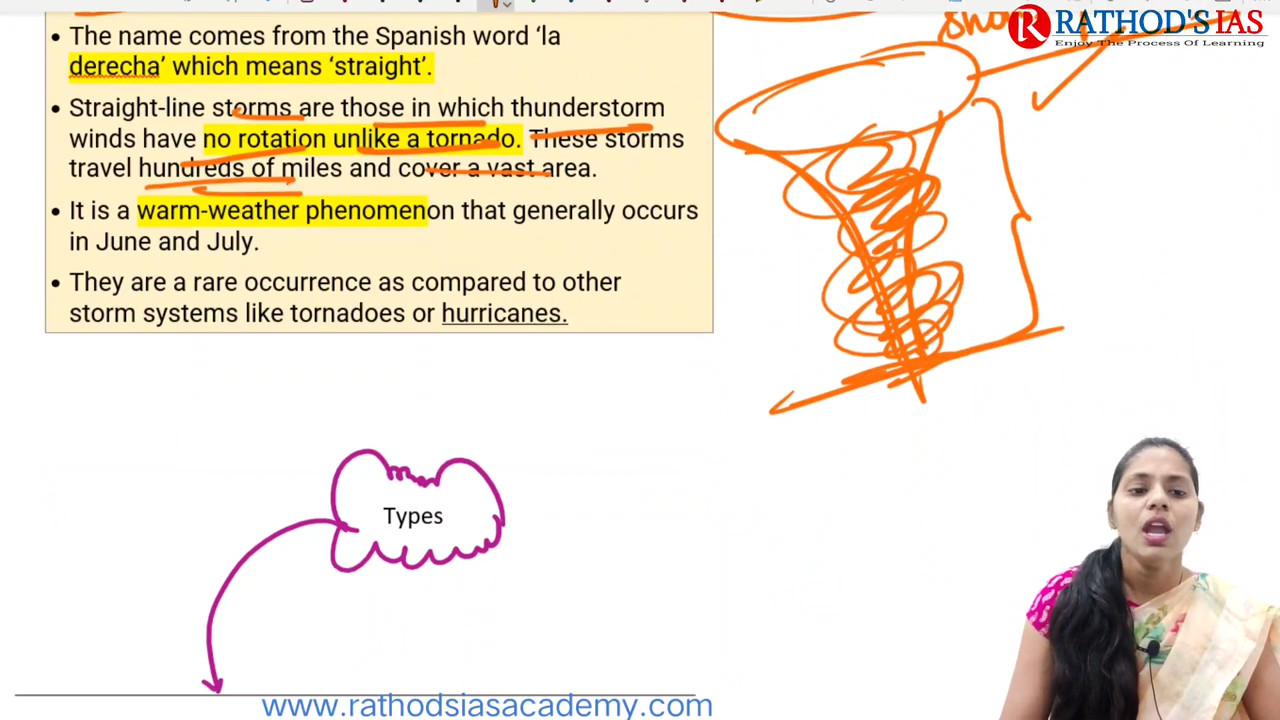 sho
RATHOD'S IAS
Enjoy The Process Of Learning
• The name comes from the Spanish word ‘la
derecha’ which means ‘straight’.
• Straight-line storms are those in which thunderstorm
winds have no rotation unlike a tornado. These storms
travel hundreds of miles and cover a vast area.
• It is a warm-weather phenomenon that generally occurs
in June and July.
• They are a rare occurrence as compared to other
storm systems like tornadoes or hurricanes.
Types
www.rathodsiasacademy.com